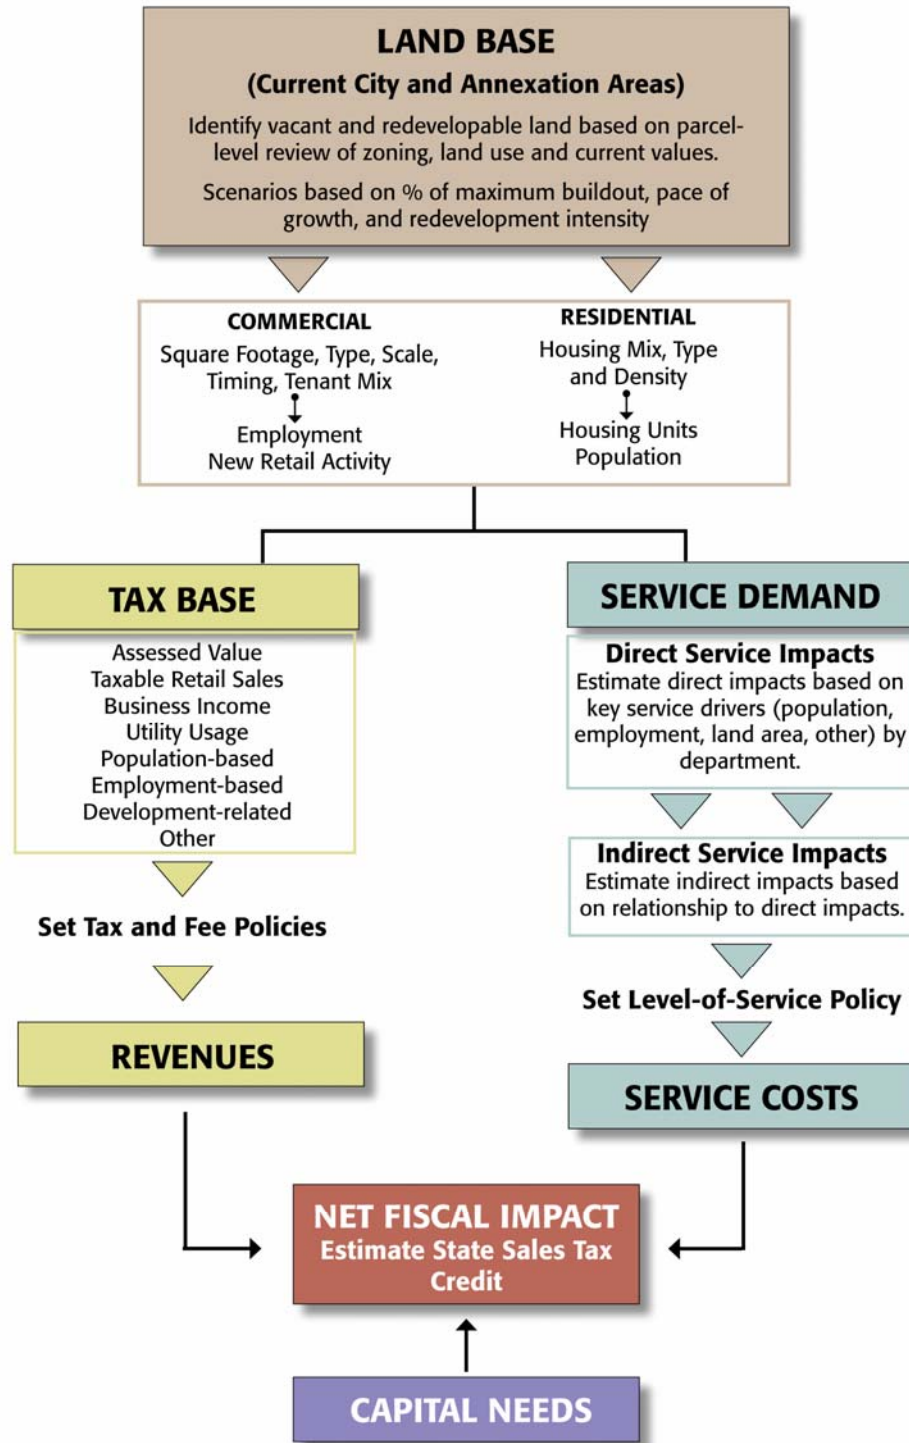 LAND BASE
(Current City and Annexation Areas)
Identify vacant and redevelopable land based on parcel-
level review of zoning, land use and current values.
Scenarios based on % of maximum buildout, pace of
growth, and redevelopment intensity
COMMERCIAL
Square Footage, Type, Scale,
Timing, Tenant Mix
Employment
New Retail Activity
RESIDENTIAL
Housing Mix, Type
and Density
Housing Units
Population
TAX BASE
Assessed Value
Taxable Retail Sales
Business Income
Utility Usage
Population-based
Employment-based
Development-related
Other
Set Tax and Fee Policies
REVENUES
SERVICE DEMAND
Direct Service Impacts
Estimate direct impacts based on
key service drivers (population,
employment, land area, other) by
department.
Indirect Service Impacts
Estimate indirect impacts based
on relationship to direct impacts.
Set Level-of-Service Policy
SERVICE COSTS
NET FISCAL IMPACT
Estimate State Sales Tax
Credit
CAPITAL NEEDS